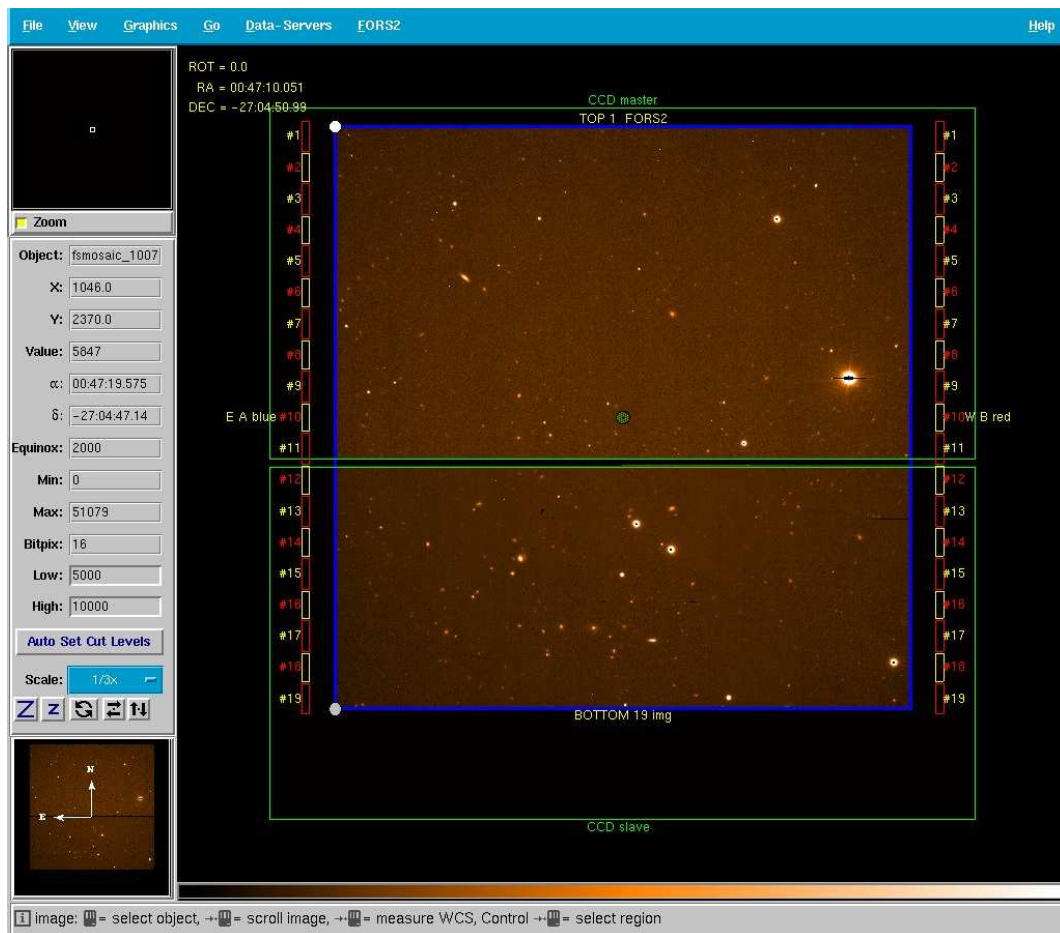 File View Graphics Go Data-Servers FORS2 Help
ROT = 0.0
RA = 00:47:10.051
DEC = -27:04:50.99
CCD master
TOP 1 FORS2
#1 #1
#2 #2
#3 #3
#4 #4
#5 #5
#6 #6
#7 #7
#8 #8
#9 #9
E A blue #10 #10 W B red
#11 #11
#12 #12
#13 #13
#14 #14
#15 #15
#16 #16
#17 #17
#18 #18
#19 #19
BOTTOM 19 img
CCD slave
Zoom
Object: fsmosaic_1007
X: 1046.0
Y: 2370.0
Value: 5847
α: 00:47:19.575
δ: -27:04:47.14
Equinox: 2000
Min: 0
Max: 51079
Bitpix: 16
Low: 5000
High: 10000
Auto Set Cut Levels
Scale: 1/3x
Z z
N
E
image: = select object, = scroll image, = measure WCS, Control = select region